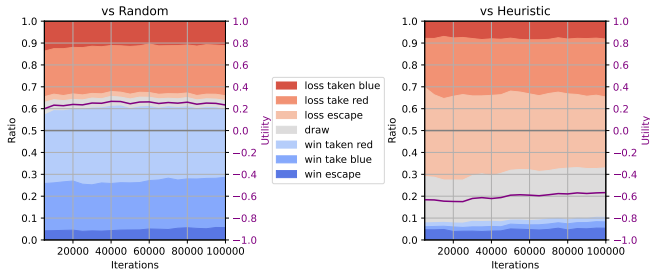 vs Random
1.0
0.9
0.8
0.7
0.6
0.5
0.4
0.3
0.2
0.1
0.0
Ratio
1.0
0.8
0.6
0.4
0.2
0.0
−0.2
−0.4
−0.6
−0.8
−1.0
Utility
20000 40000 60000 80000 100000
Iterations
loss taken blue
loss take red
loss escape
draw
win taken red
win take blue
win escape
vs Heuristic
1.0
0.9
0.8
0.7
0.6
0.5
0.4
0.3
0.2
0.1
0.0
Ratio
1.0
0.8
0.6
0.4
0.2
0.0
−0.2
−0.4
−0.6
−0.8
−1.0
Utility
20000 40000 60000 80000 100000
Iterations